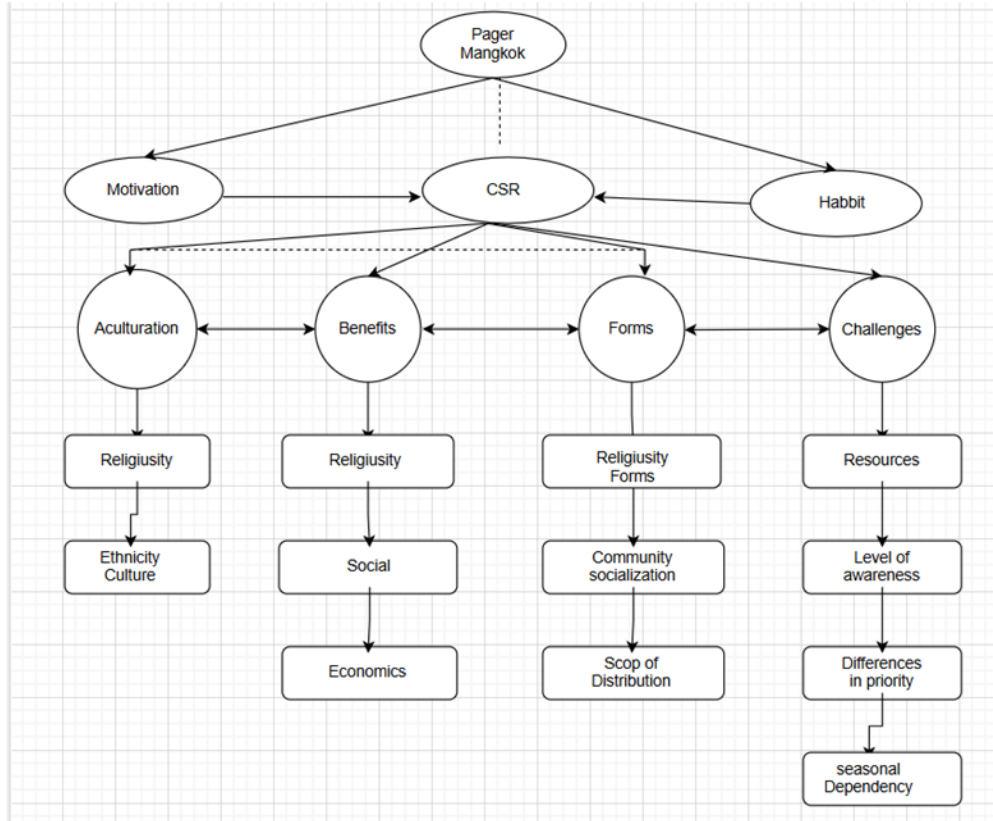 Pager
Mangkok
Motivation
CSR
Habbit
Aculturation
Benefits
Forms
Challenges
Religiusity
Religiusity
Religiusity
Forms
Resources
Ethnicity
Culture
Social
Community
socialization
Level of
awareness
Economics
Scop of
Distribution
Differences
in priority
seasonal
Dependency